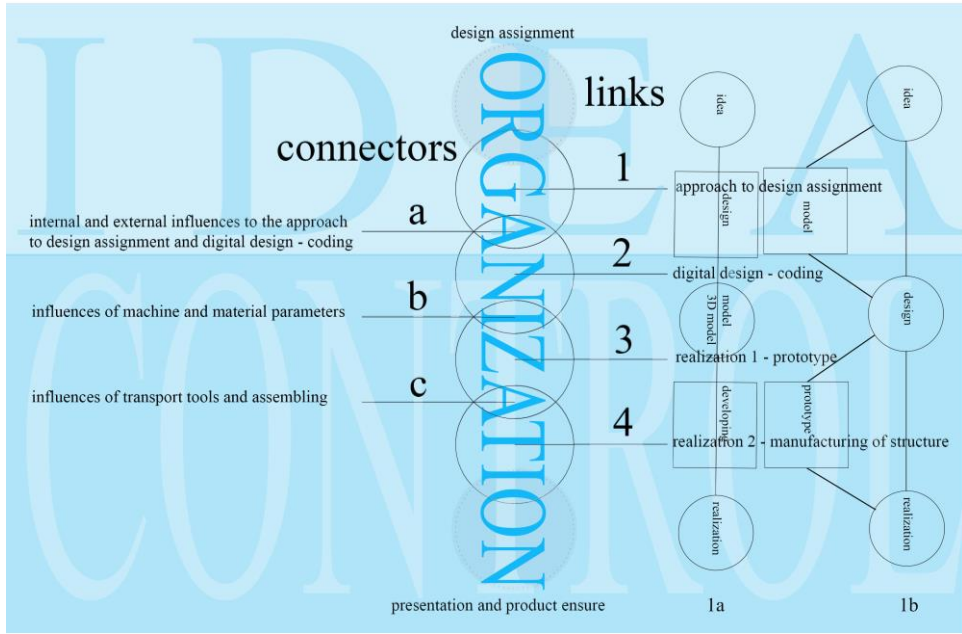 IDEA
CONTROL
design assignment
ORGANIZATION
links
connectors
1
approach to design assignment
a
internal and external influences to the approach
to design assignment and digital design - coding
2
digital design - coding
b
influences of machine and material parameters
3
realization 1 - prototype
c
influences of transport tools and assembling
4
realization 2 - manufacturing of structure
presentation and product ensure
idea
design
model
3D model
developing
realization
1a
idea
model
design
prototype
realization
1b